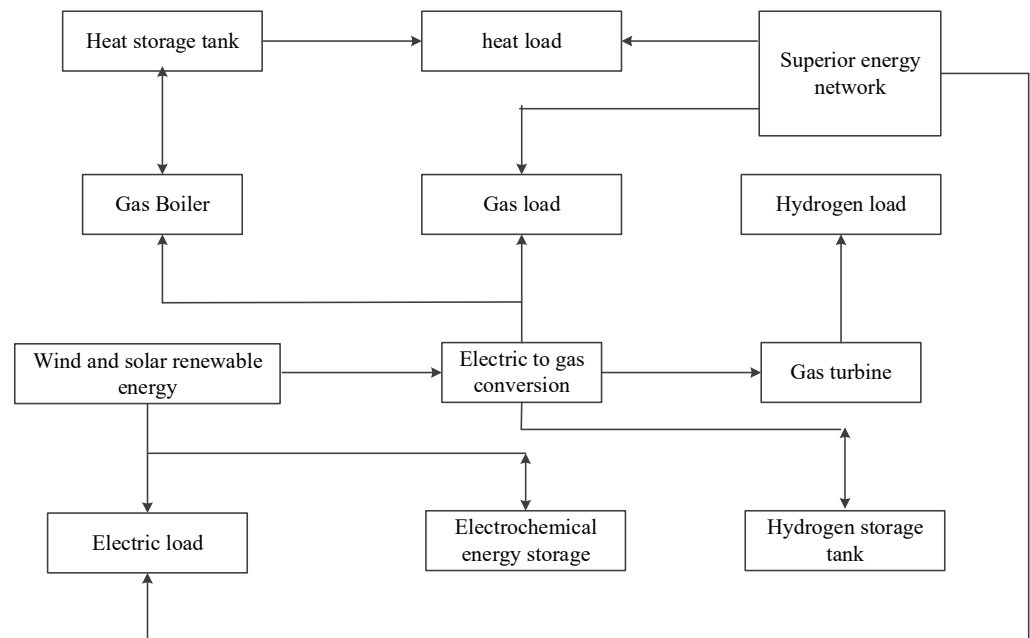 Heat storage tank
heat load
Superior energy
network
Gas Boiler
Gas load
Hydrogen load
Wind and solar renewable
energy
Electric to gas
conversion
Gas turbine
Electric load
Electrochemical
energy storage
Hydrogen storage
tank